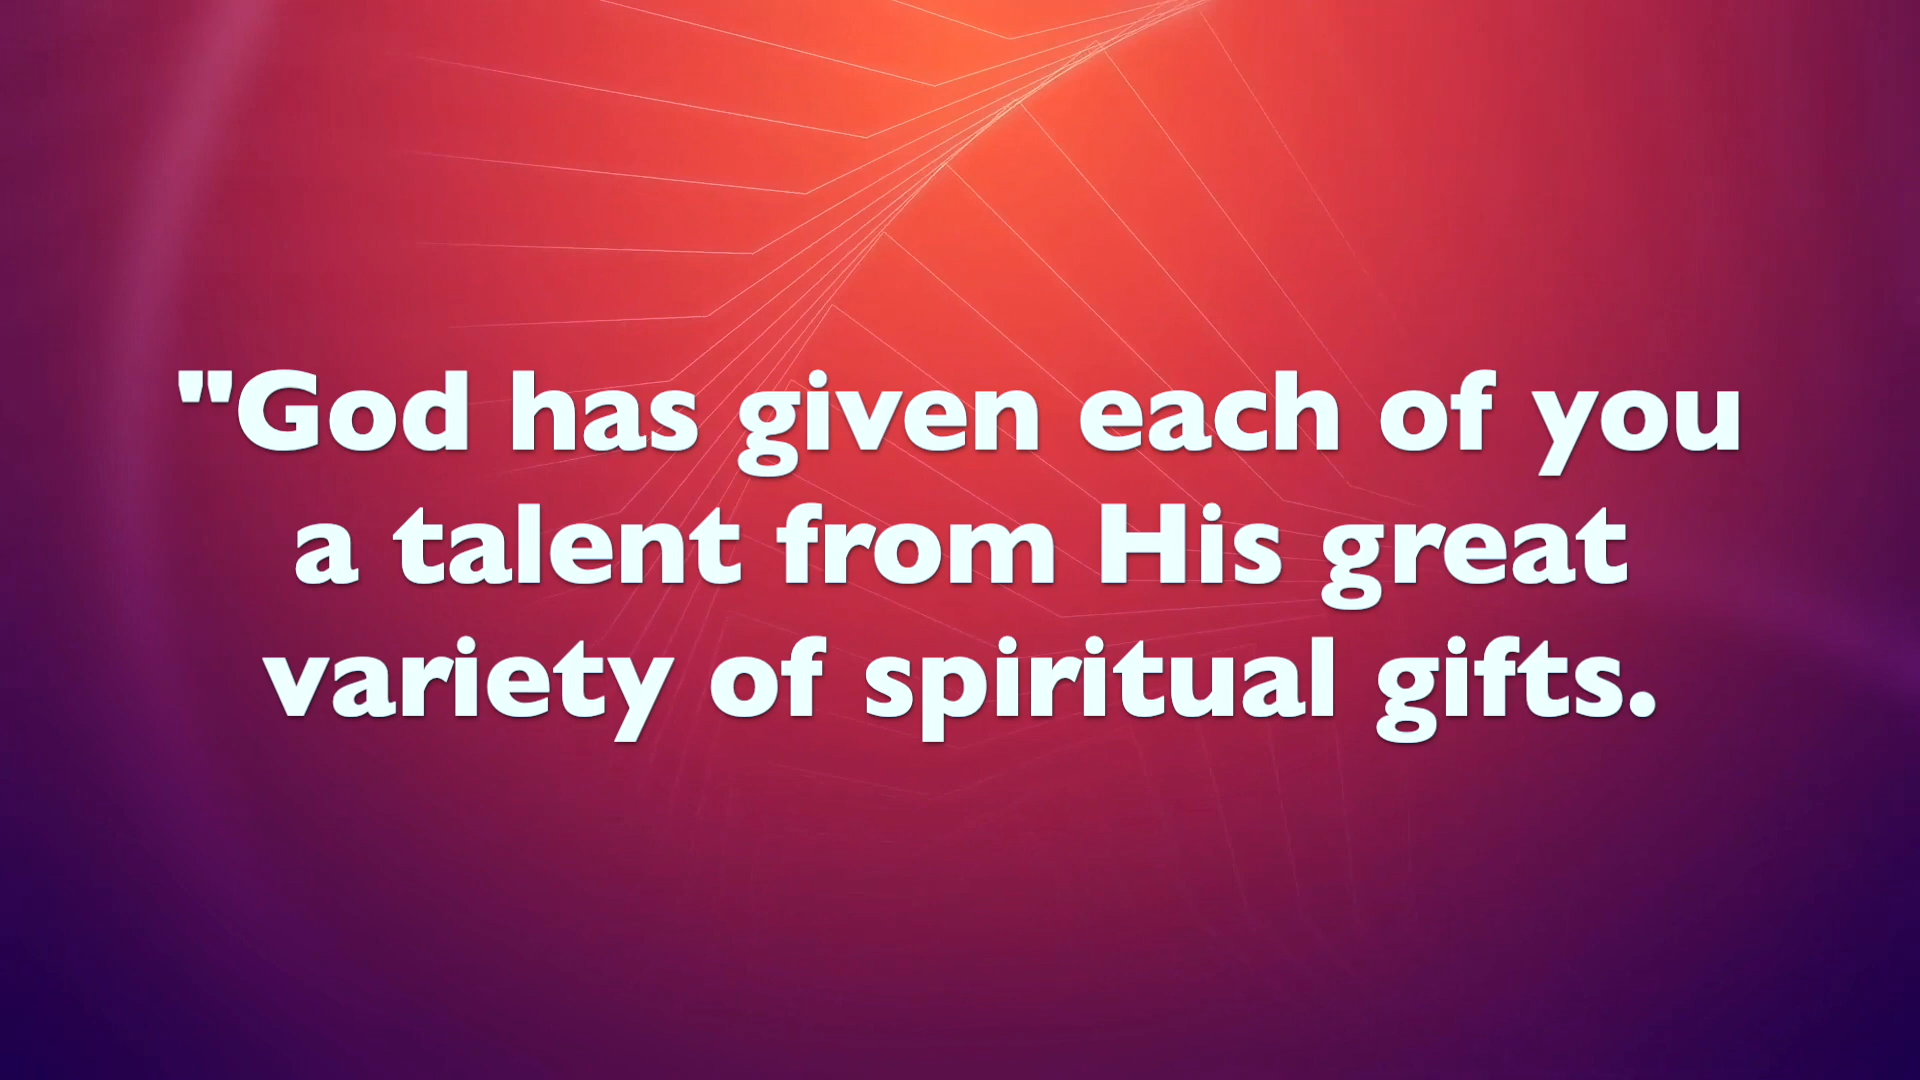 "God has given each of you
a talent from His great
variety of spiritual gifts.